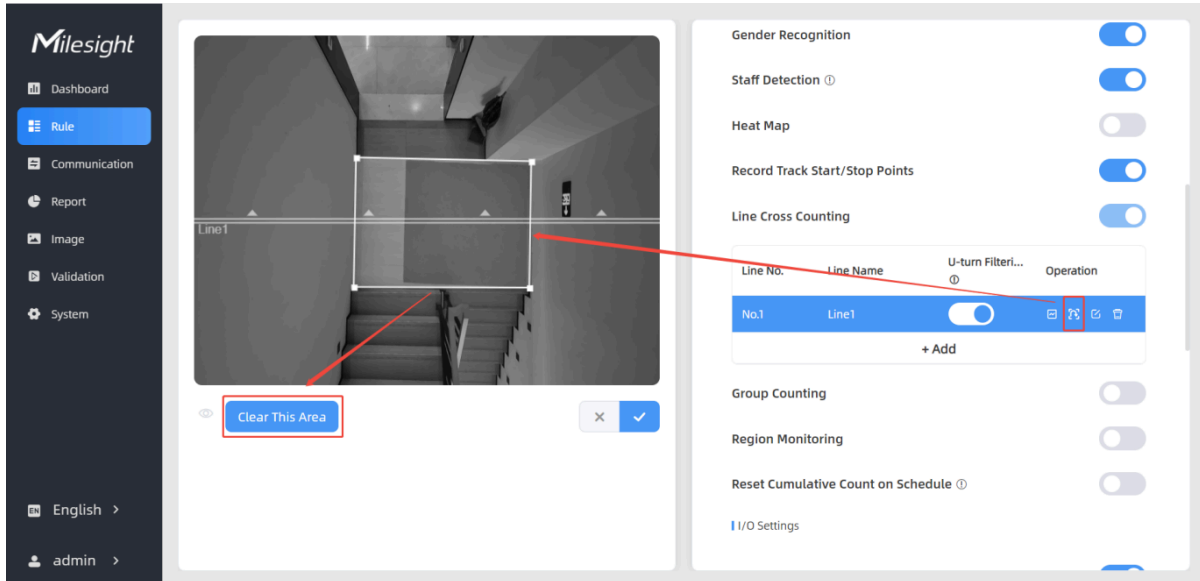 Milesight
Dashboard
Rule
Communication
Report
Image
Validation
System
EN English >
admin >
Line1
Clear This Area
Gender Recognition
Staff Detection
Heat Map
Record Track Start/Stop Points
Line Cross Counting
Line No. Line Name U-turn Filteri... Operation
No.1 Line1
+ Add
Group Counting
Region Monitoring
Reset Cumulative Count on Schedule
I/O Settings